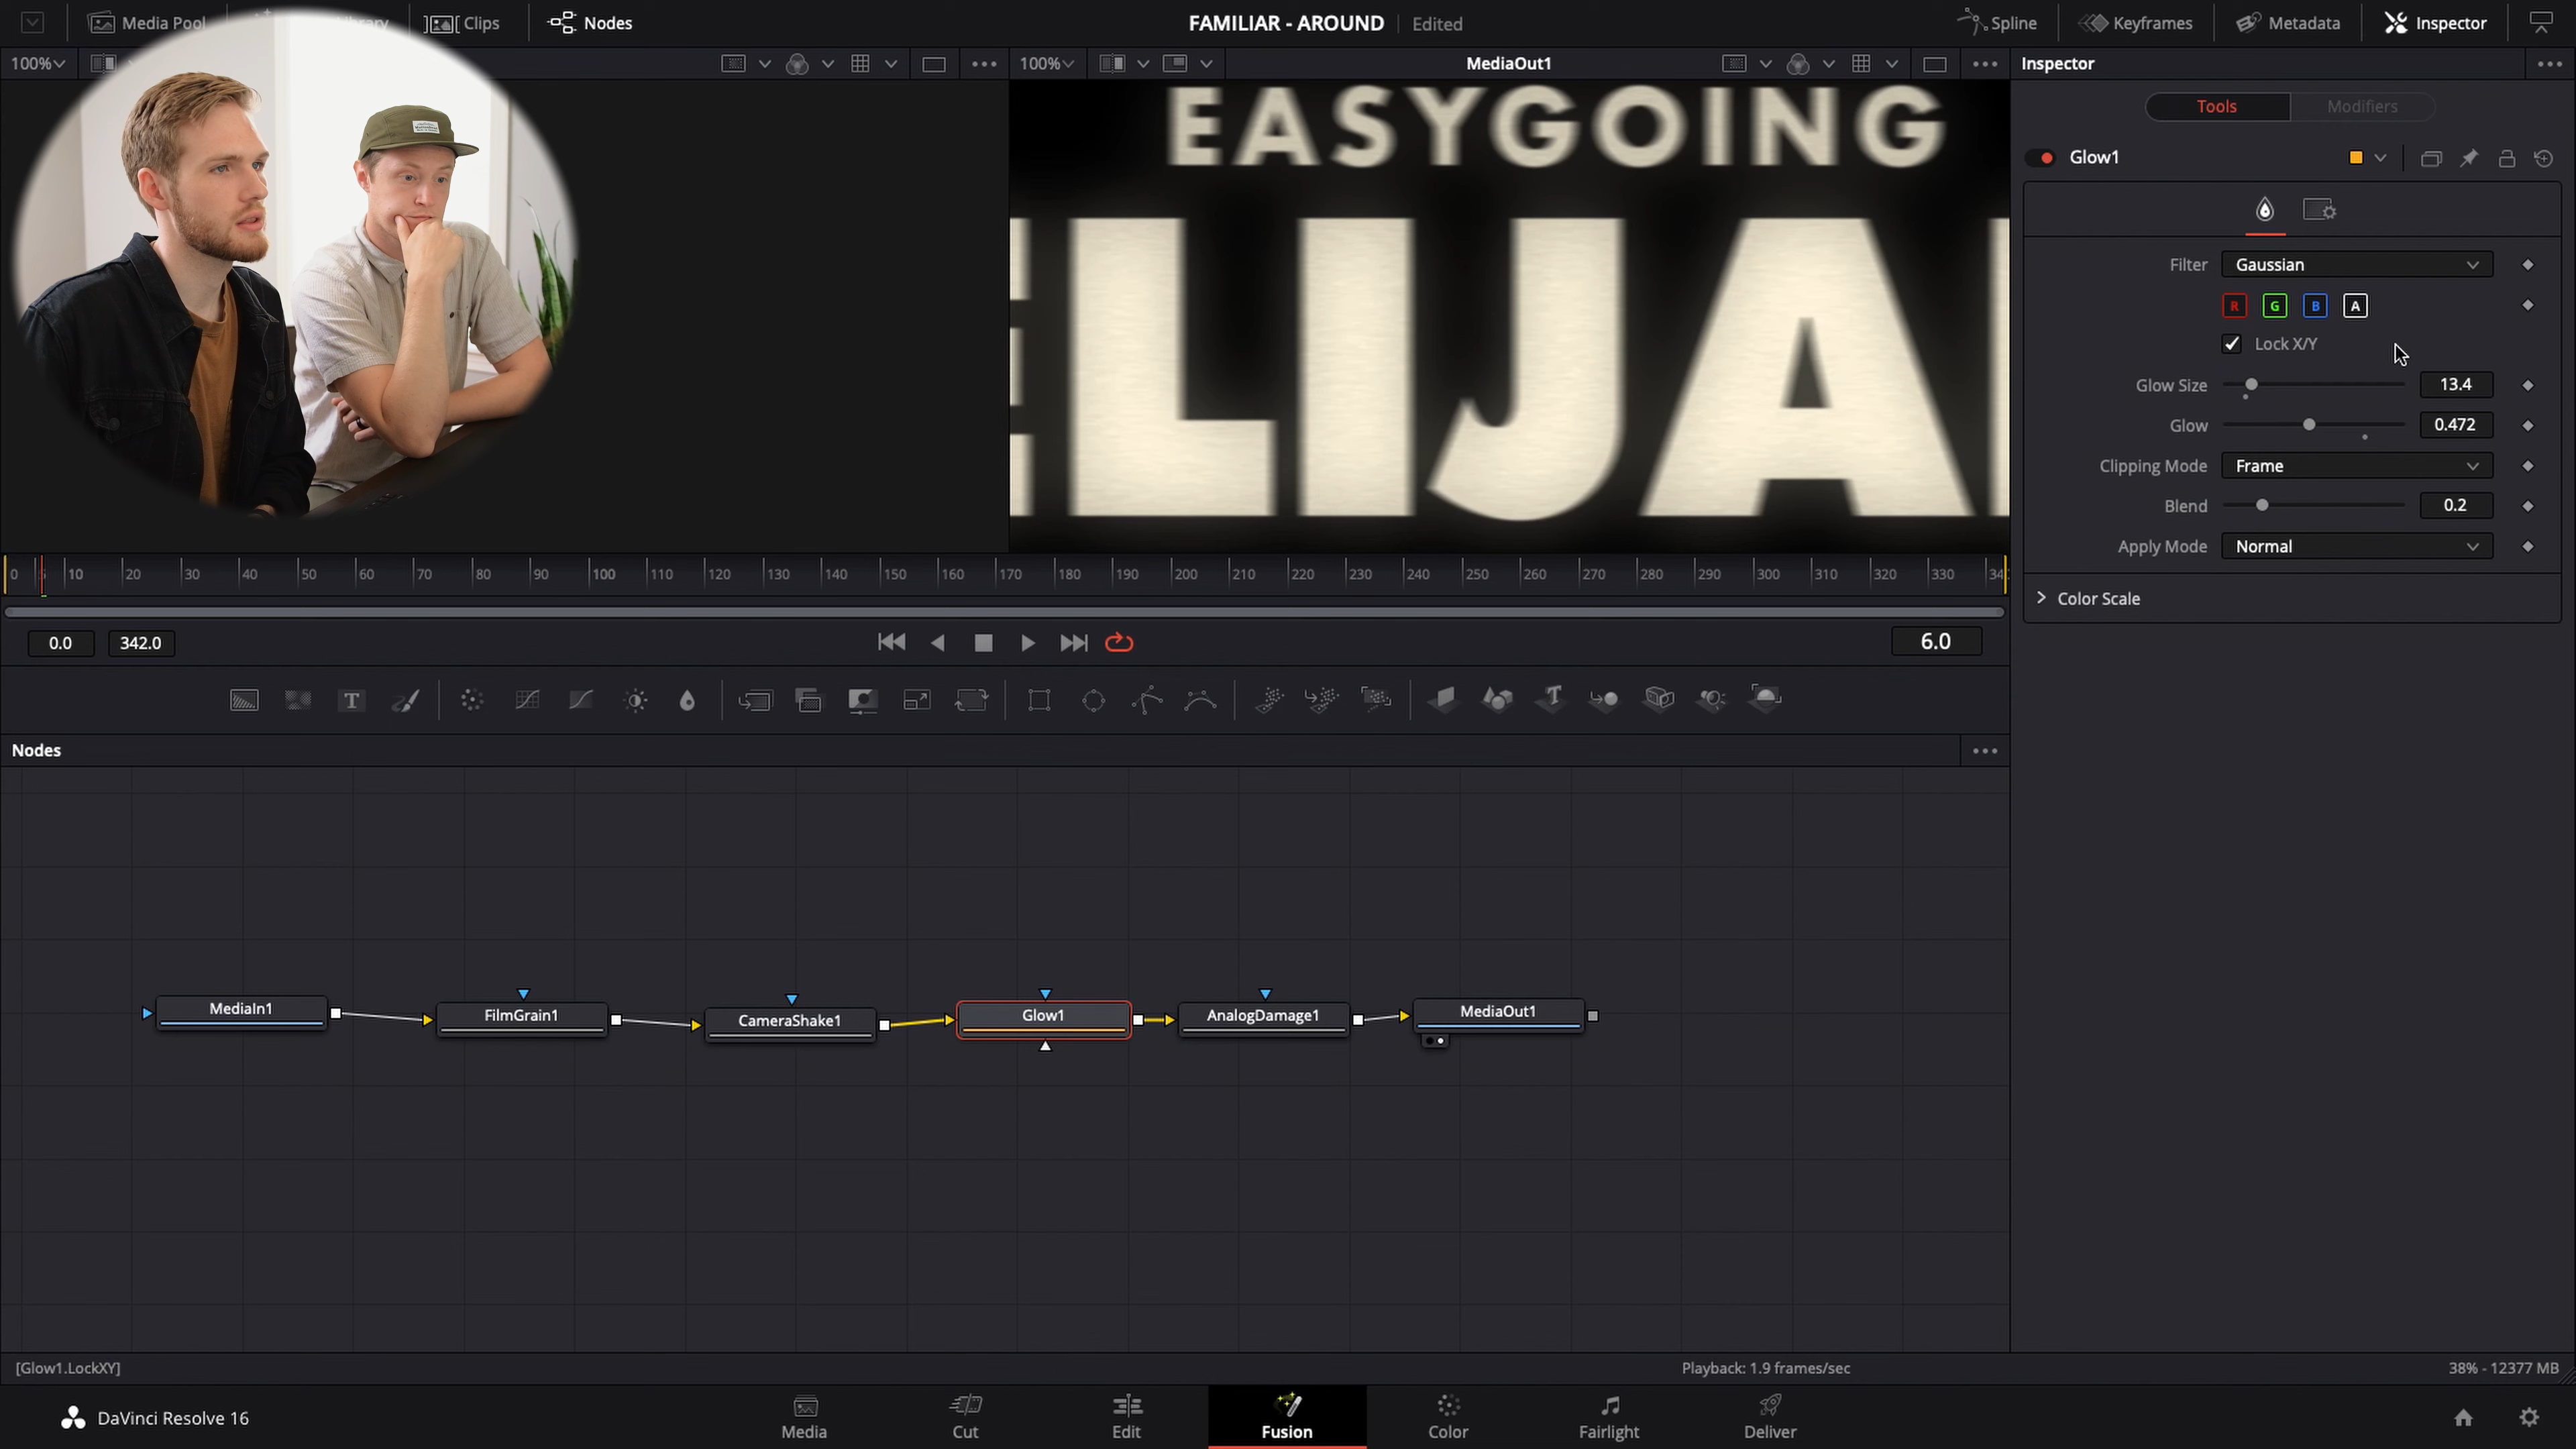 Media Pool
Clips
Nodes
FAMILIAR - AROUND
Edited
Spline
Keyframes
Metadata
Inspector
100%
100%
MediaOut1
Inspector
Tools
Modifiers
EASYGOING
ELIJA
Glow1
Filter
Gaussian
R
G
B
A
Lock X/Y
Glow Size
13.4
Glow
0.472
Clipping Mode
Frame
Blend
0.2
Apply Mode
Normal
Color Scale
0 10 20 30 40 50 60 70 80 90 100 110 120 130 140 150 160 170 180 190 200 210 220 230 240 250 260 270 280 290 300 310 320 330
0.0
342.0
6.0
T
T
Nodes
MediaIn1
FilmGrain1
CameraShake1
Glow1
AnalogDamage1
MediaOut1
[Glow1.LockXY]
Playback: 1.9 frames/sec
38% - 12377 MB
DaVinci Resolve 16
Media
Cut
Edit
Fusion
Color
Fairlight
Deliver